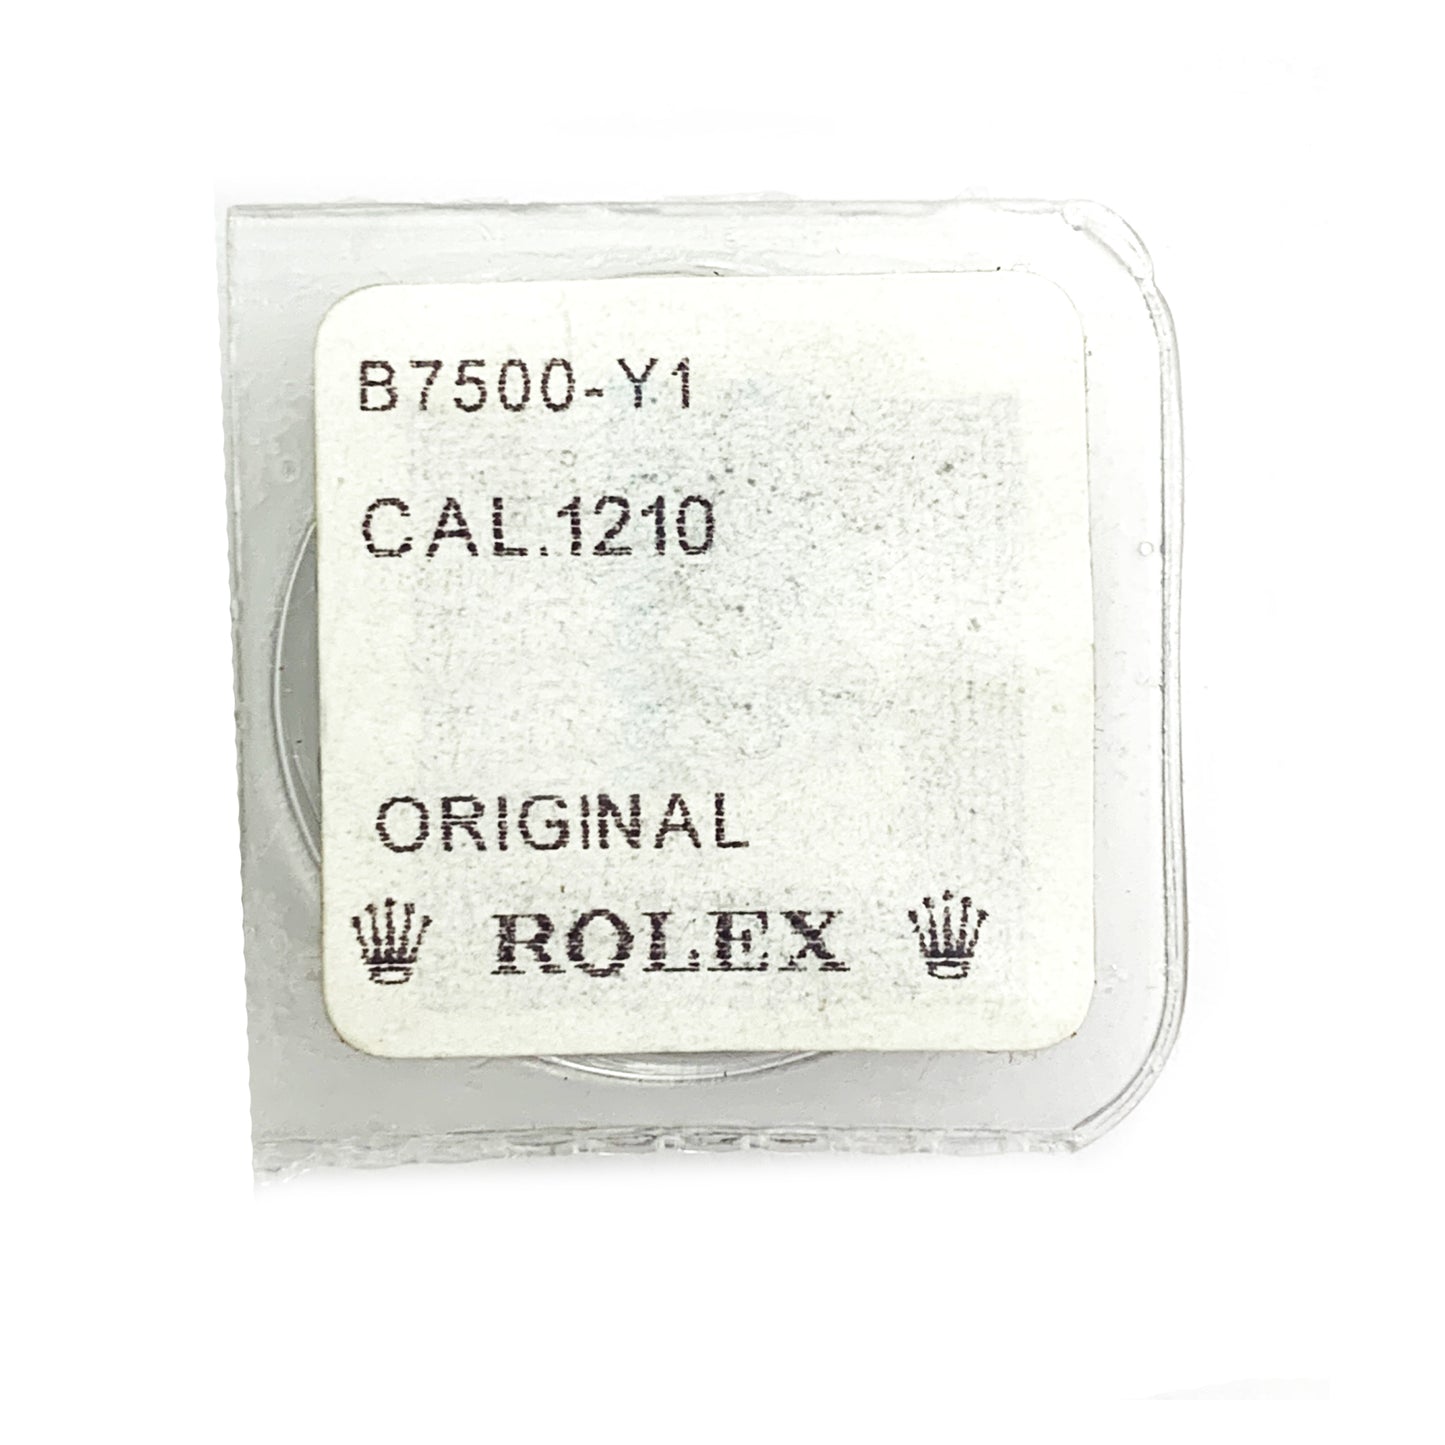 B7500-Y1
CAL.1210
ORIGINAL
ROLEX